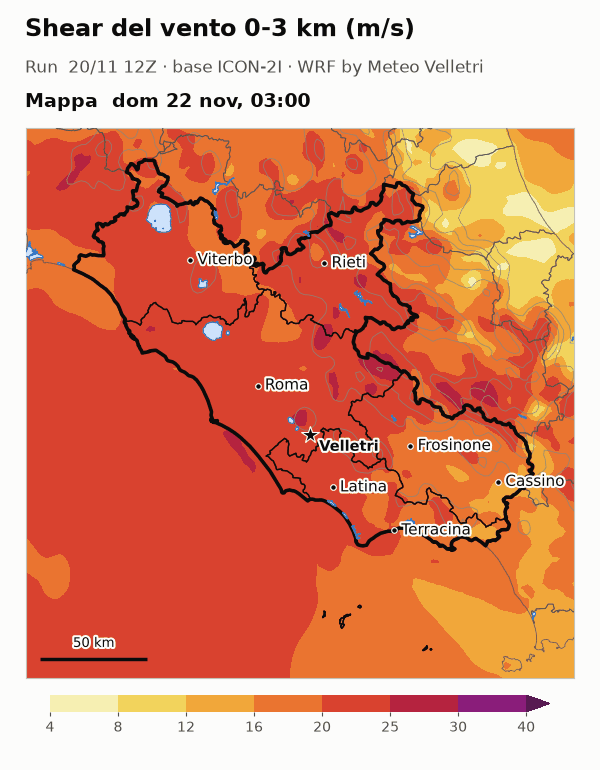 Shear del vento 0-3 km (m/s)
Run  20/11 12Z · base ICON-2I · WRF by Meteo Velletri
Mappa  dom 22 nov, 03:00
Viterbo
Rieti
Roma
Velletri
Frosinone
Cassino
Latina
Terracina
50 km
4 8 12 16 20 25 30 40